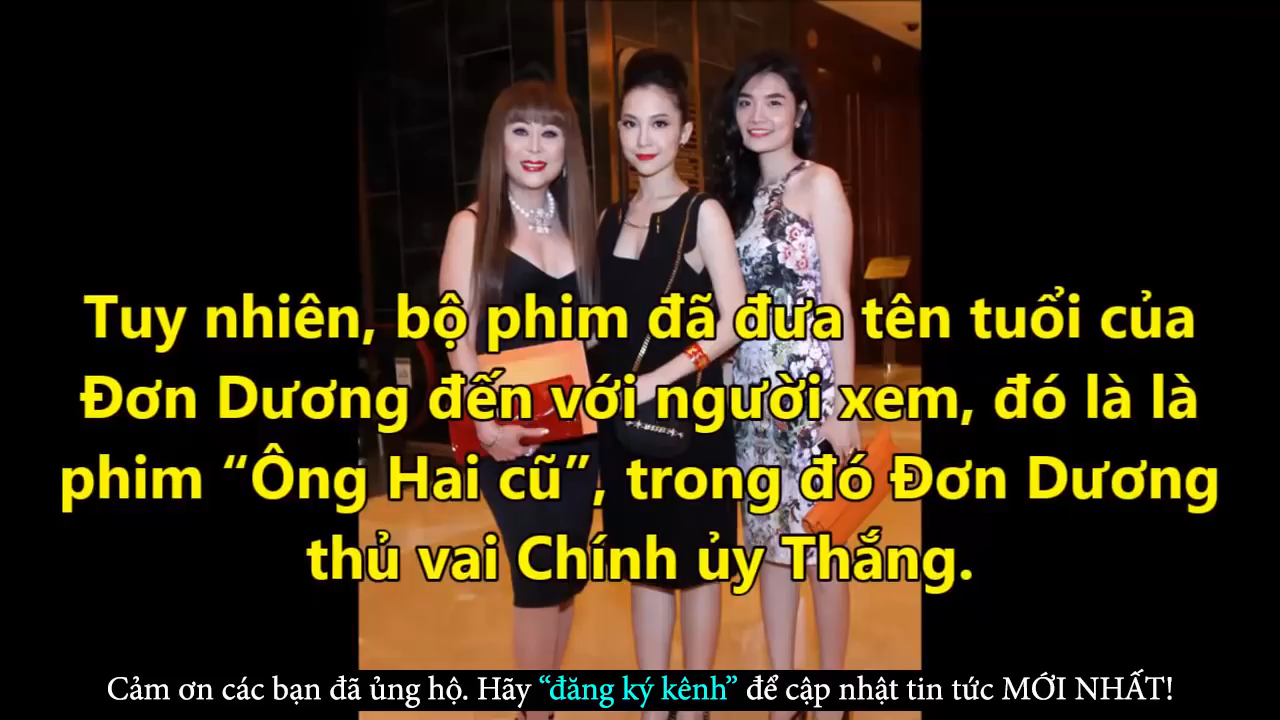 Tuy nhiên, bộ phim đã đưa tên tuổi của
Đơn Dương đến với người xem, đó là là
phim “Ông Hai cũ”, trong đó Đơn Dương
thủ vai Chính ủy Thắng.
Cảm ơn các bạn đã ủng hộ. Hãy “đăng ký kênh” để cập nhật tin tức MỚI NHẤT!